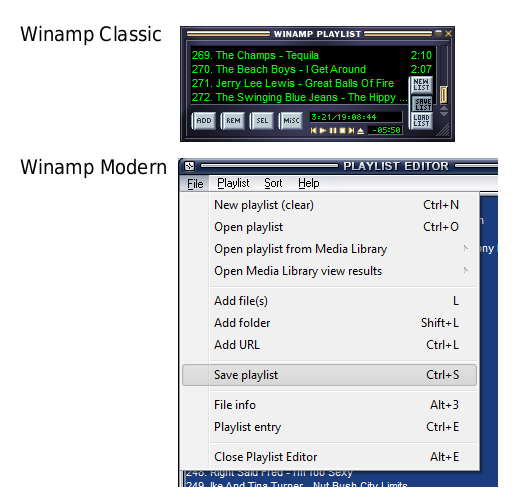 Winamp Classic
WINAMP PLAYLIST
269. The Champs - Tequila 2:10
270. The Beach Boys - I Get Around 2:07
271. Jerry Lee Lewis - Great Balls Of Fire
272. The Swinging Blue Jeans - The Hippy ...
NEW LIST
SAVE LIST
LOAD LIST
ADD REM SEL MISC
3:21/19:08:44
-05:50
Winamp Modern
PLAYLIST EDITOR
File Playlist Sort Help
New playlist (clear) Ctrl+N
Open playlist Ctrl+O
Open playlist from Media Library
Open Media Library view results
Add file(s) L
Add folder Shift+L
Add URL Ctrl+L
Save playlist Ctrl+S
File info Alt+3
Playlist entry Ctrl+E
Close Playlist Editor Alt+E
248. Right Said Fred - I'm Too Sexy
249. Ike And Tina Turner - Nut Bush City Limits